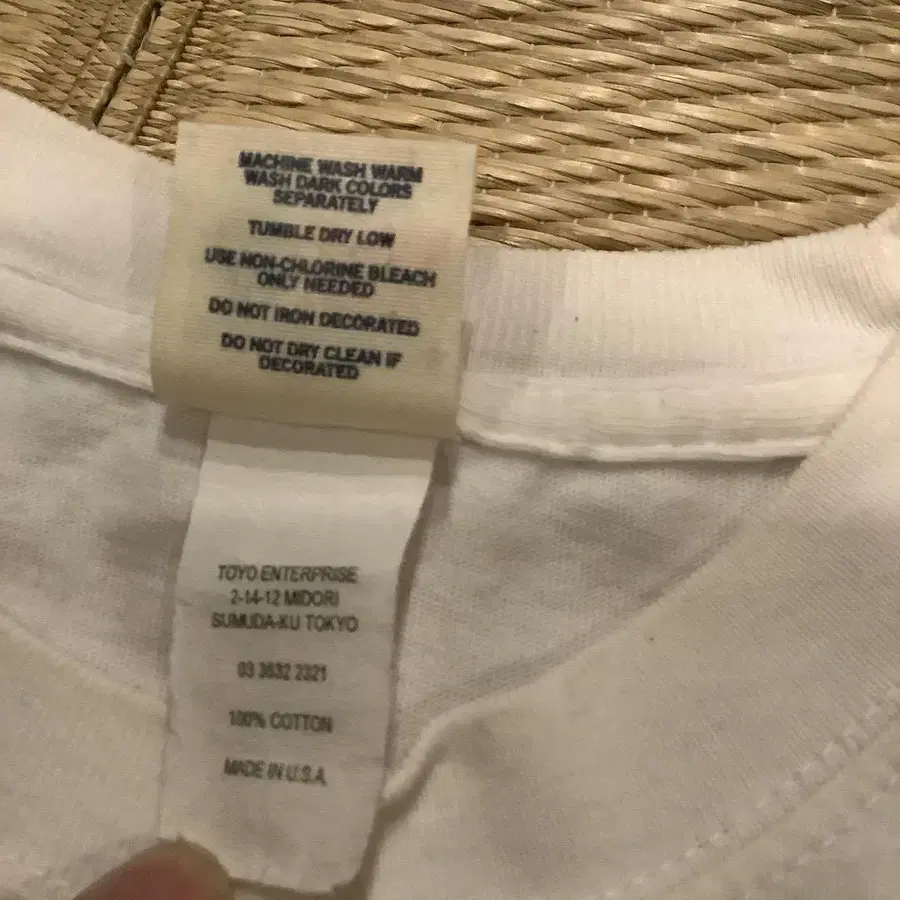 MACHINE WASH WARM
WASH DARK COLORS
SEPARATELY
TUMBLE DRY LOW
USE NON-CHLORINE BLEACH
ONLY NEEDED
DO NOT IRON DECORATED
DO NOT DRY CLEAN IF
DECORATED
TOYO ENTERPRISE
2-14-12 MIDORI
SUMUDA-KU TOKYO
03 3632 2321
100% COTTON
MADE IN U.S.A.